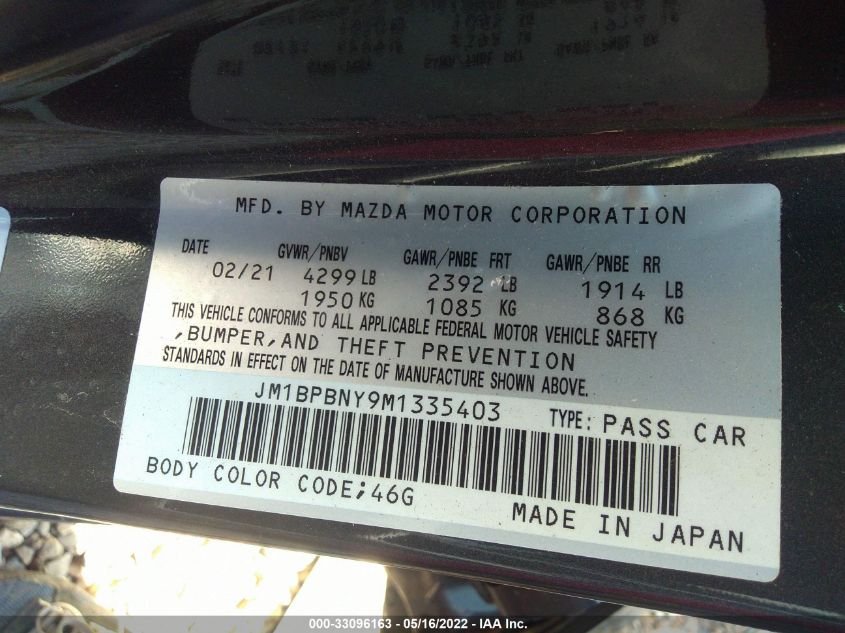 MFD. BY MAZDA MOTOR CORPORATION
DATE GVWR/PNBV GAWR/PNBE FRT GAWR/PNBE RR
02/21 4299 LB 2392 LB 1914 LB
1950 KG 1085 KG 868 KG
THIS VEHICLE CONFORMS TO ALL APPLICABLE FEDERAL MOTOR VEHICLE SAFETY
,BUMPER,AND THEFT PREVENTION
STANDARDS IN EFFECT ON THE DATE OF MANUFACTURE SHOWN ABOVE.
JM1BPBNY9M1335403 TYPE: PASS CAR
BODY COLOR CODE;46G
MADE IN JAPAN
000-33096163 - 05/16/2022 - IAA Inc.